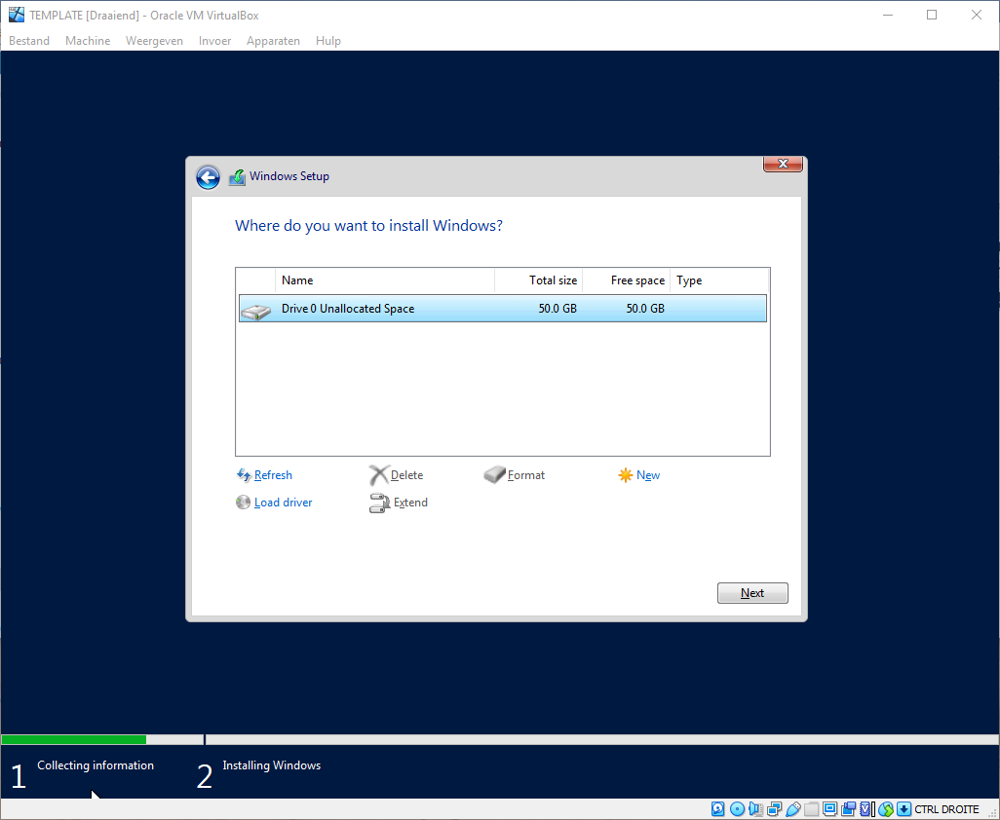 TEMPLATE [Draaiend] - Oracle VM VirtualBox
Bestand Machine Weergeven Invoer Apparaten Hulp
Windows Setup
Where do you want to install Windows?
Name Total size Free space Type
Drive 0 Unallocated Space 50.0 GB 50.0 GB
Refresh Delete Format New
Load driver Extend
Next
1 Collecting information 2 Installing Windows
CTRL DROITE